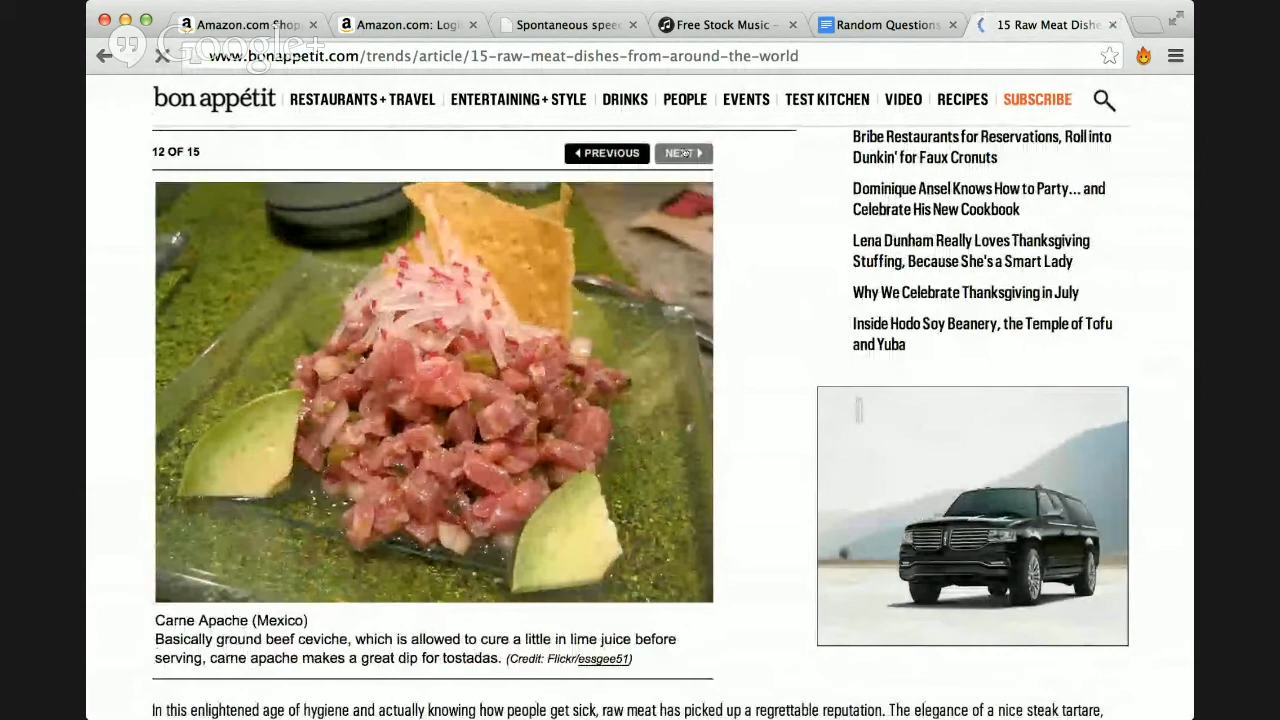 Amazon.com Shop
Amazon.com: Logi
Spontaneous spee
Free Stock Music –
Random Questions
15 Raw Meat Dishe
Google+
www.bonappetit.com/trends/article/15-raw-meat-dishes-from-around-the-world
bon appétit
RESTAURANTS + TRAVEL
ENTERTAINING + STYLE
DRINKS
PEOPLE
EVENTS
TEST KITCHEN
VIDEO
RECIPES
SUBSCRIBE
12 OF 15
PREVIOUS
NEXT
Carne Apache (Mexico)
Basically ground beef ceviche, which is allowed to cure a little in lime juice before
serving, carne apache makes a great dip for tostadas. (Credit: Flickr/essgee51)
Bribe Restaurants for Reservations, Roll into
Dunkin' for Faux Cronuts
Dominique Ansel Knows How to Party... and
Celebrate His New Cookbook
Lena Dunham Really Loves Thanksgiving
Stuffing, Because She's a Smart Lady
Why We Celebrate Thanksgiving in July
Inside Hodo Soy Beanery, the Temple of Tofu
and Yuba
In this enlightened age of hygiene and actually knowing how people get sick, raw meat has picked up a regrettable reputation. The elegance of a nice steak tartare,